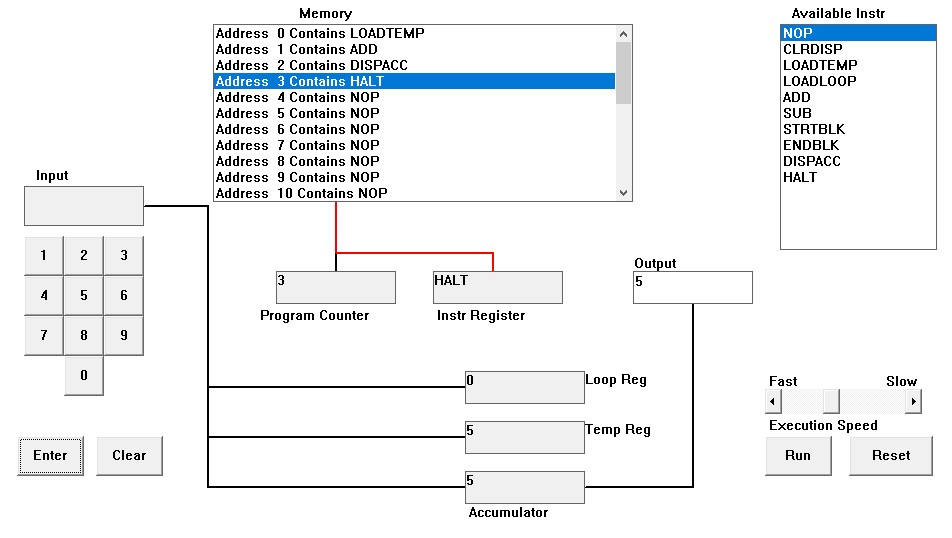 Memory
Address  0 Contains LOADTEMP
Address  1 Contains ADD
Address  2 Contains DISPACC
Address  3 Contains HALT
Address  4 Contains NOP
Address  5 Contains NOP
Address  6 Contains NOP
Address  7 Contains NOP
Address  8 Contains NOP
Address  9 Contains NOP
Address  10 Contains NOP
Available Instr
NOP
CLRDISP
LOADTEMP
LOADLOOP
ADD
SUB
STRTBLK
ENDBLK
DISPACC
HALT
Input
1 2 3
4 5 6
7 8 9
0
Enter Clear
3
Program Counter
HALT
Instr Register
Output
5
0 Loop Reg
5 Temp Reg
5
Accumulator
Fast Slow
Execution Speed
Run Reset